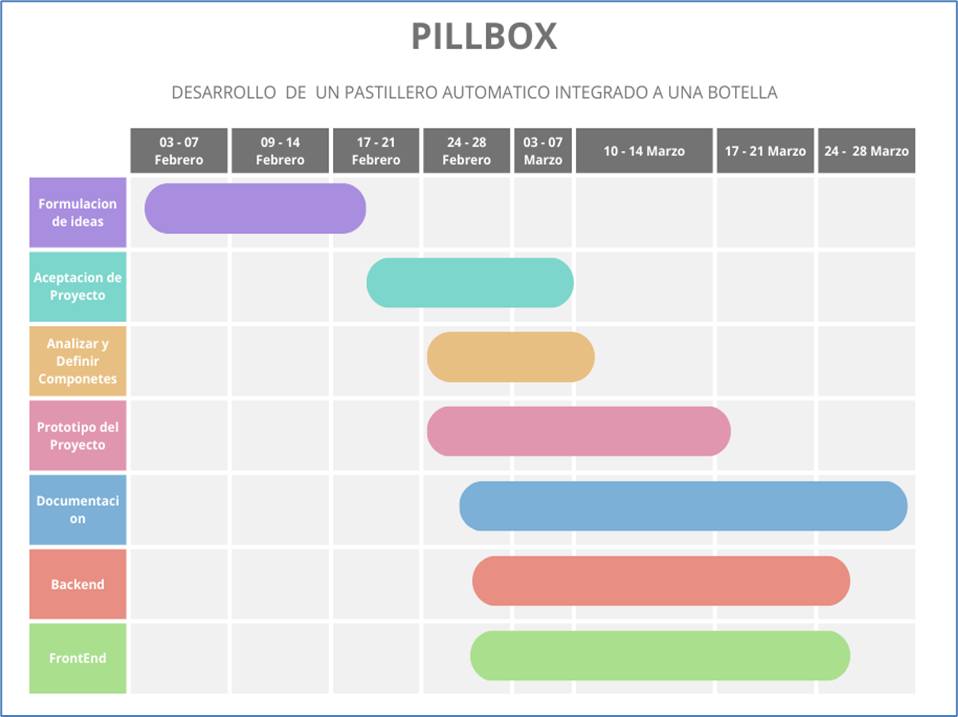 PILLBOX
DESARROLLO DE UN PASTILLERO AUTOMATICO INTEGRADO A UNA BOTELLA
03 - 07
Febrero
09 - 14
Febrero
17 - 21
Febrero
24 - 28
Febrero
03 - 07
Marzo
10 - 14 Marzo
17 - 21 Marzo
24 - 28 Marzo
Formulacion
de ideas
Aceptacion de
Proyecto
Analizar y
Definir
Componetes
Prototipo del
Proyecto
Documentaci
on
Backend
FrontEnd